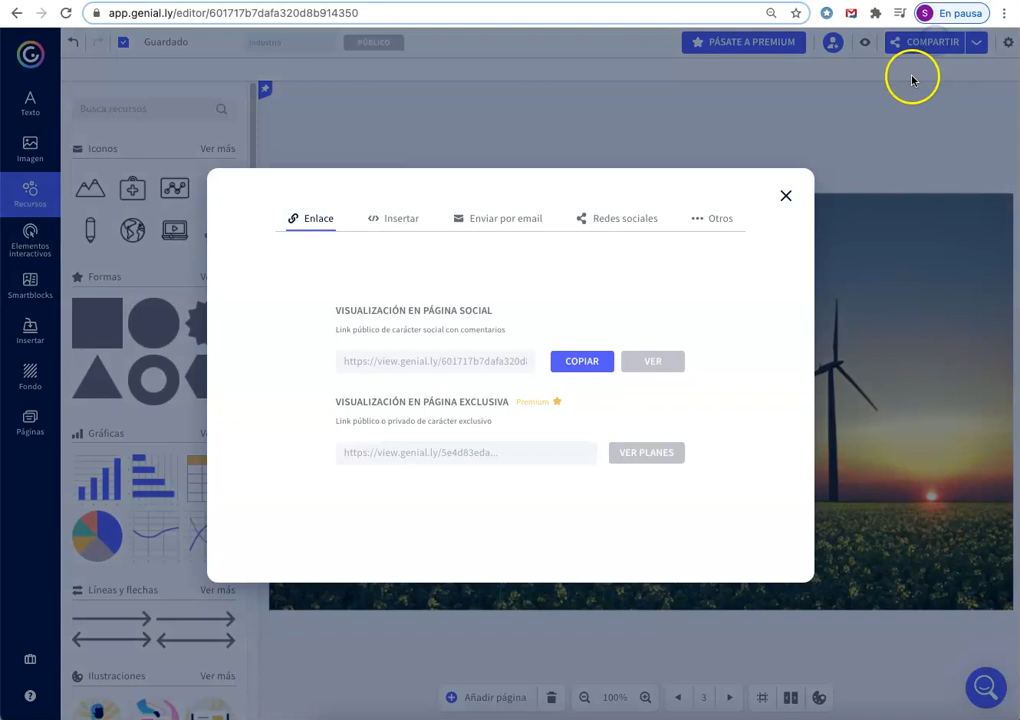 app.genial.ly/editor/601717b7dafa320d8b914350
S En pausa
Guardado
Industris
PÚBLICO
PÁSATE A PREMIUM
COMPARTIR
Texto
Imagen
Recursos
Elementos
interactivos
Smartblocks
Insertar
Fondo
Páginas
Busca recursos
Iconos
Ver más
Formas
Gráficas
Líneas y flechas
Ver más
Ilustraciones
Ver más
Enlace
Insertar
Enviar por email
Redes sociales
Otros
VISUALIZACIÓN EN PÁGINA SOCIAL
Link público de carácter social con comentarios
https://view.genial.ly/601717b7dafa320d
COPIAR
VER
VISUALIZACIÓN EN PÁGINA EXCLUSIVA Premium
Link público o privado de carácter exclusivo
https://view.genial.ly/5e4d83eda...
VER PLANES
Añadir página
100%
3